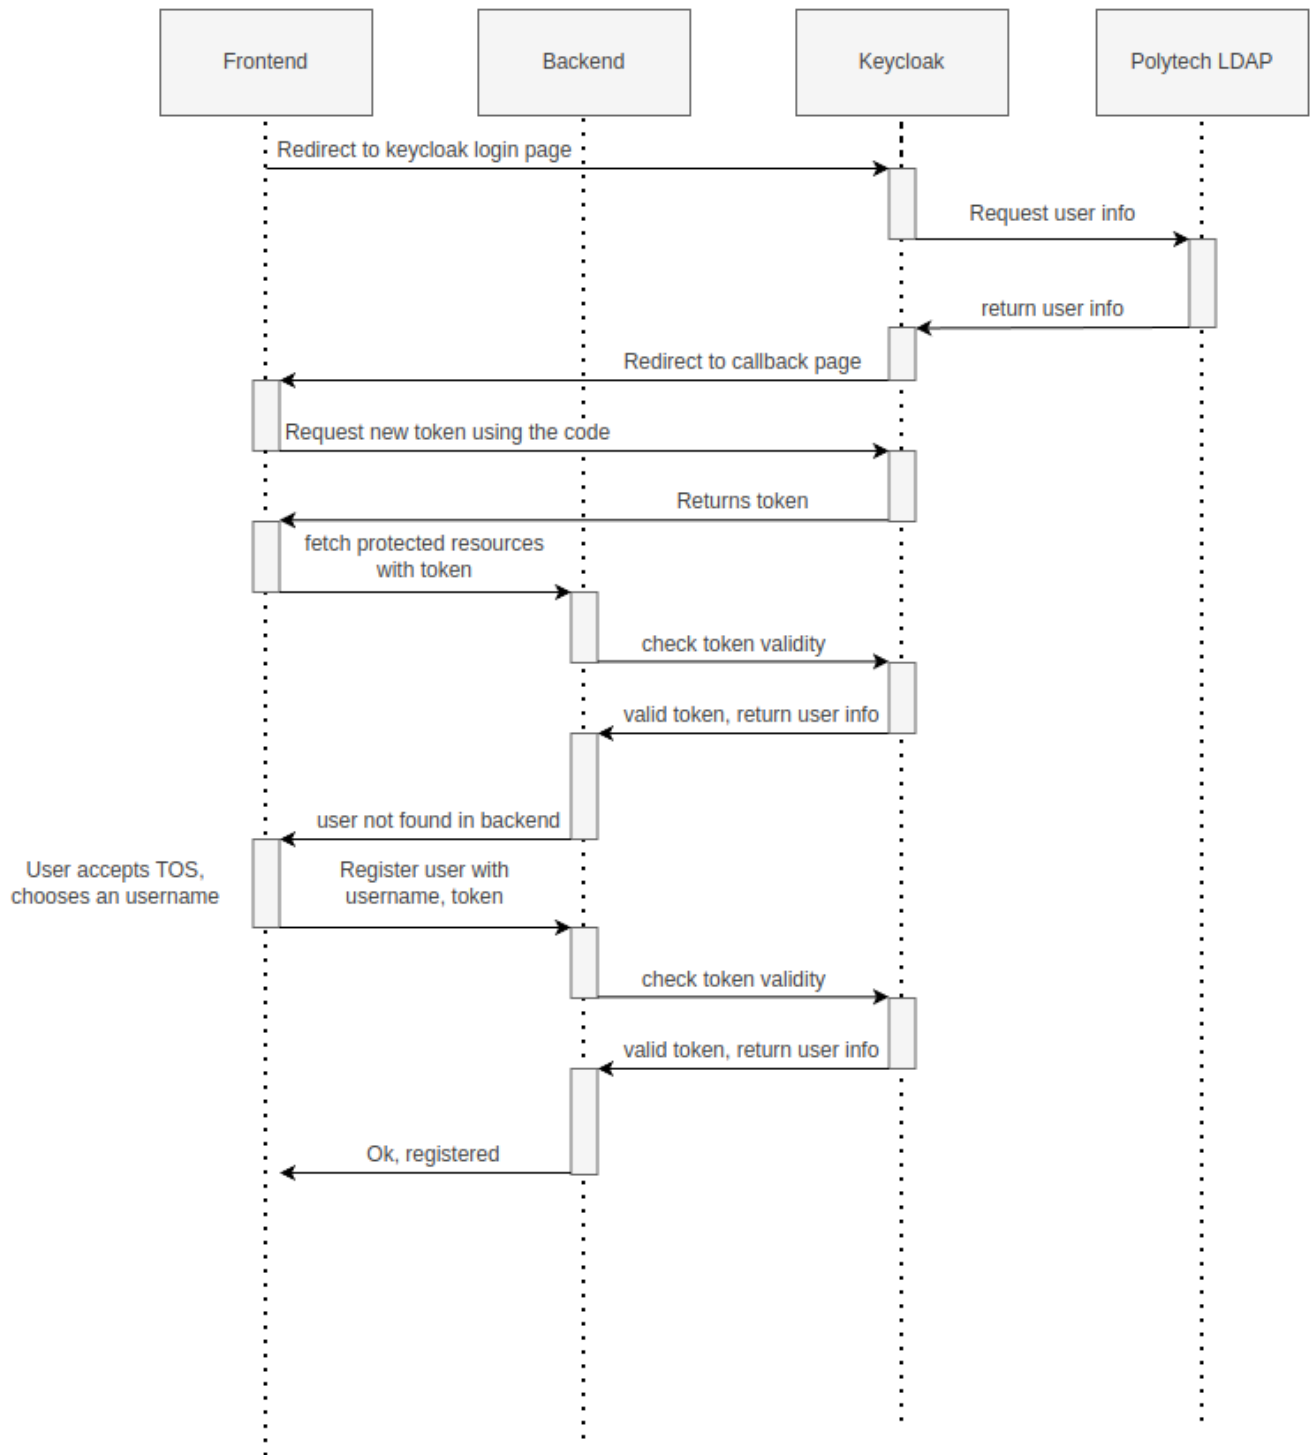 Frontend
Backend
Keycloak
Polytech LDAP
Redirect to keycloak login page
Request user info
return user info
Redirect to callback page
Request new token using the code
Returns token
fetch protected resources
with token
check token validity
valid token, return user info
user not found in backend
User accepts TOS,
chooses an username
Register user with
username, token
check token validity
valid token, return user info
Ok, registered